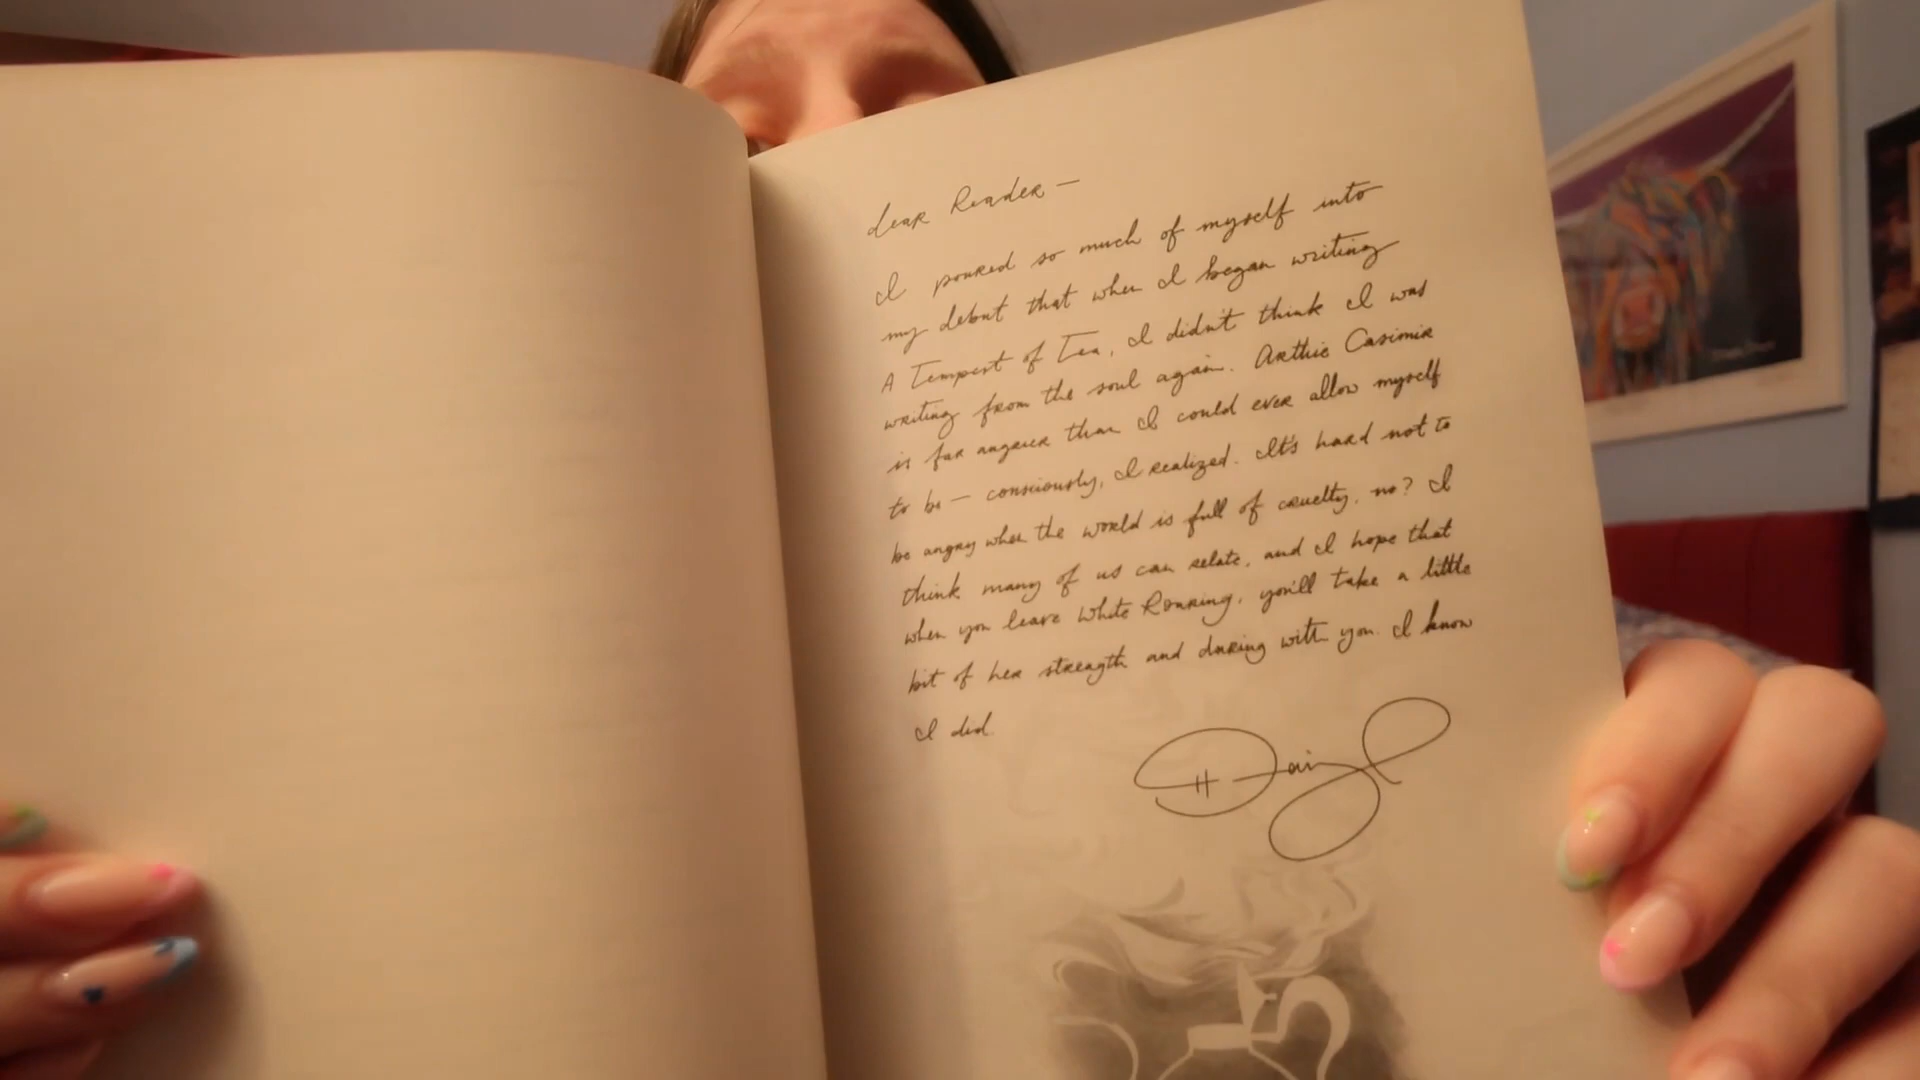 dear Reader —
I poured so much of myself into
my debut that when I began writing
A Tempest of Tea, I didn't think I was
writing from the soul again. Arthie Casimir
is far angrier than I could ever allow myself
to be — consciously, I realized. It's hard not to
be angry when the world is full of cruelty, no? I
think many of us can relate, and I hope that
when you leave White Roaring, you'll take a little
bit of her strength and daring with you. I know
I did.